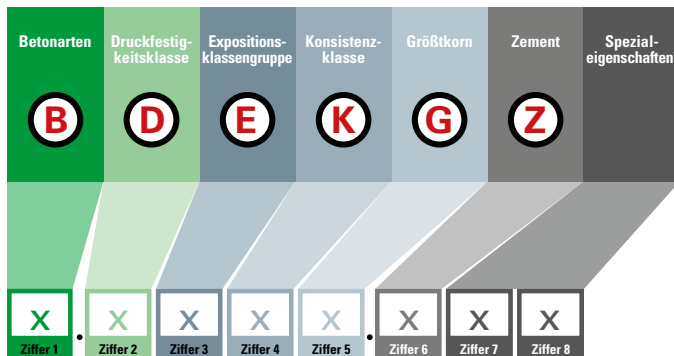 Betonarten
Druckfestig-
keitsklasse
Expositions-
klassengruppe
Konsistenz-
klasse
Größtkorn
Zement
Spezial-
eigenschaften
B D E K G Z
X . X X X X . X X X
Ziffer 1 Ziffer 2 Ziffer 3 Ziffer 4 Ziffer 5 Ziffer 6 Ziffer 7 Ziffer 8